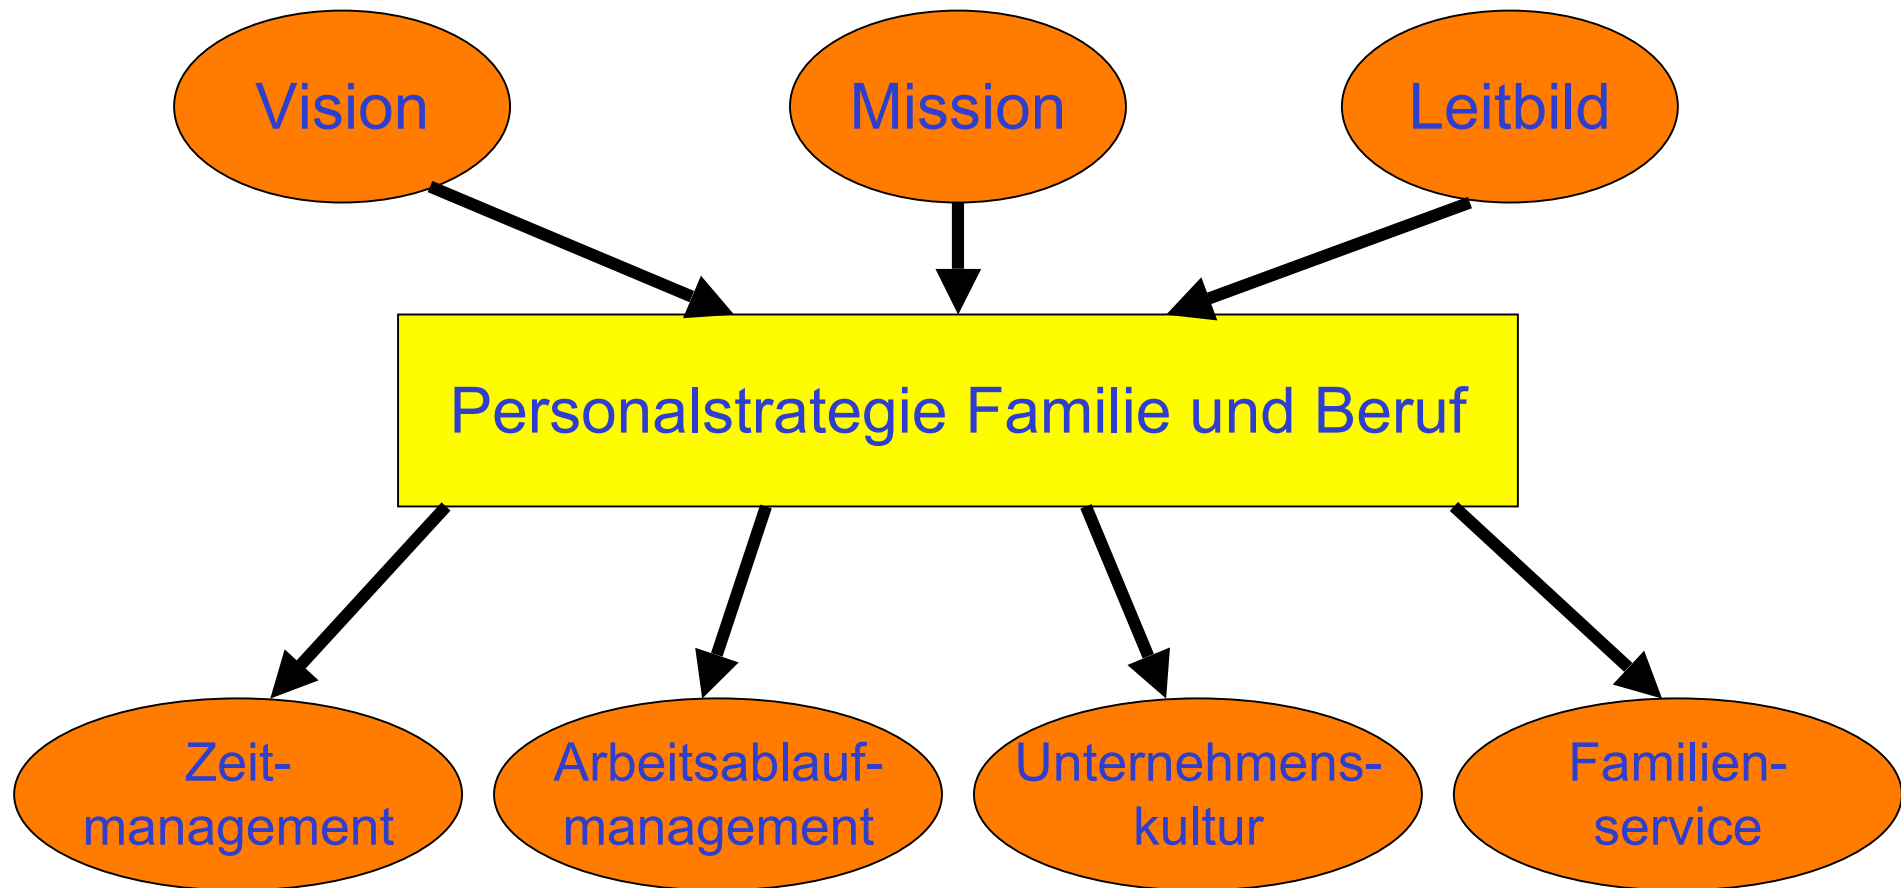 Vision
Mission
Leitbild
Personalstrategie Familie und Beruf
Zeit-
management
Arbeitsablauf-
management
Unternehmens-
kultur
Familien-
service